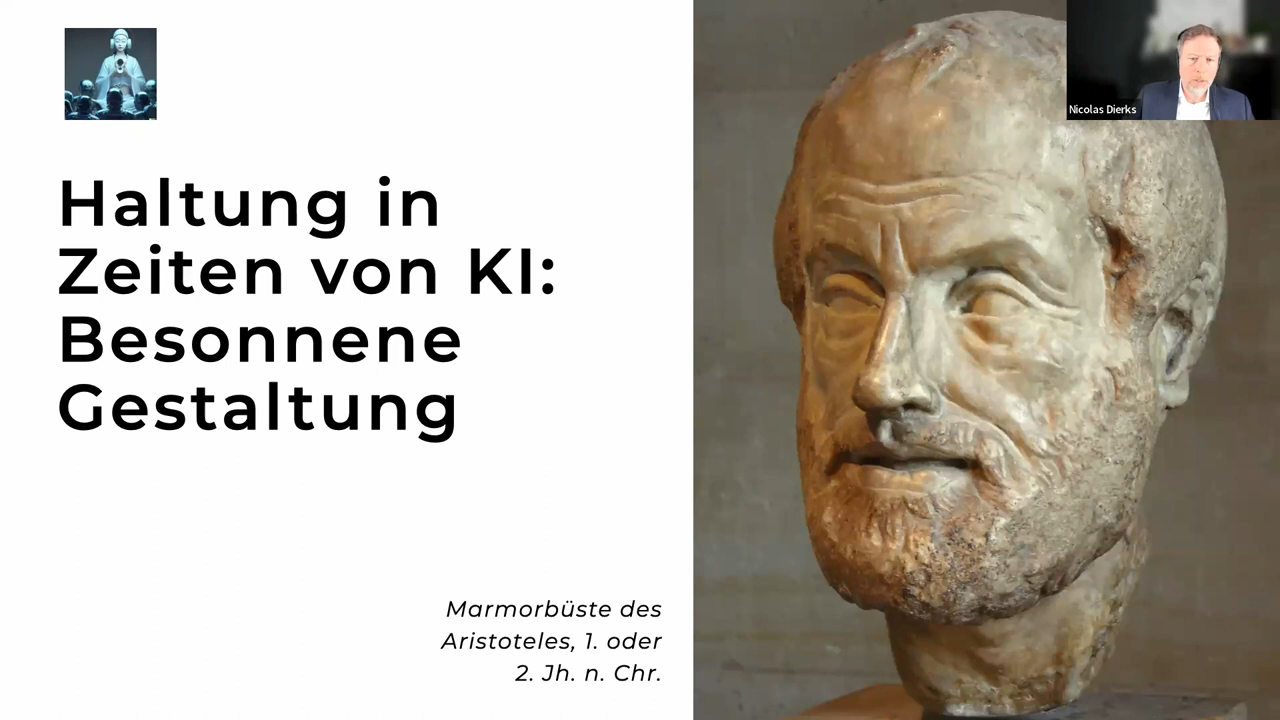 Haltung in
Zeiten von KI:
Besonnene
Gestaltung
Marmorbüste des
Aristoteles, 1. oder
2. Jh. n. Chr.
Nicolas Dierks